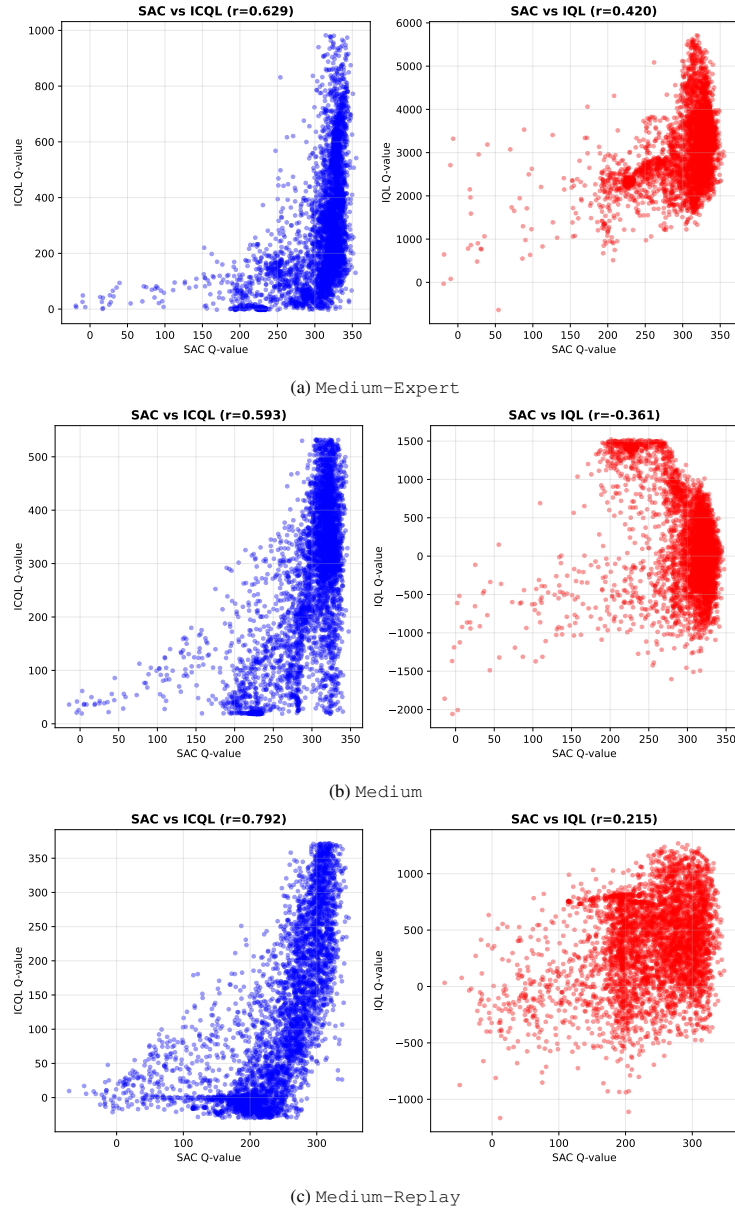 SAC vs ICQL (r=0.629)
1000
800
600
400
200
0
ICQL Q-value
0 50 100 150 200 250 300 350
SAC Q-value
SAC vs IQL (r=0.420)
6000
5000
4000
3000
2000
1000
0
IQL Q-value
0 50 100 150 200 250 300 350
SAC Q-value
(a) Medium-Expert
SAC vs ICQL (r=0.593)
500
400
300
200
100
0
ICQL Q-value
0 50 100 150 200 250 300 350
SAC Q-value
SAC vs IQL (r=-0.361)
1500
1000
500
0
−500
−1000
−1500
−2000
IQL Q-value
0 50 100 150 200 250 300 350
SAC Q-value
(b) Medium
SAC vs ICQL (r=0.792)
350
300
250
200
150
100
50
0
ICQL Q-value
0 100 200 300
SAC Q-value
SAC vs IQL (r=0.215)
1000
500
0
−500
−1000
IQL Q-value
0 100 200 300
SAC Q-value
(c) Medium-Replay